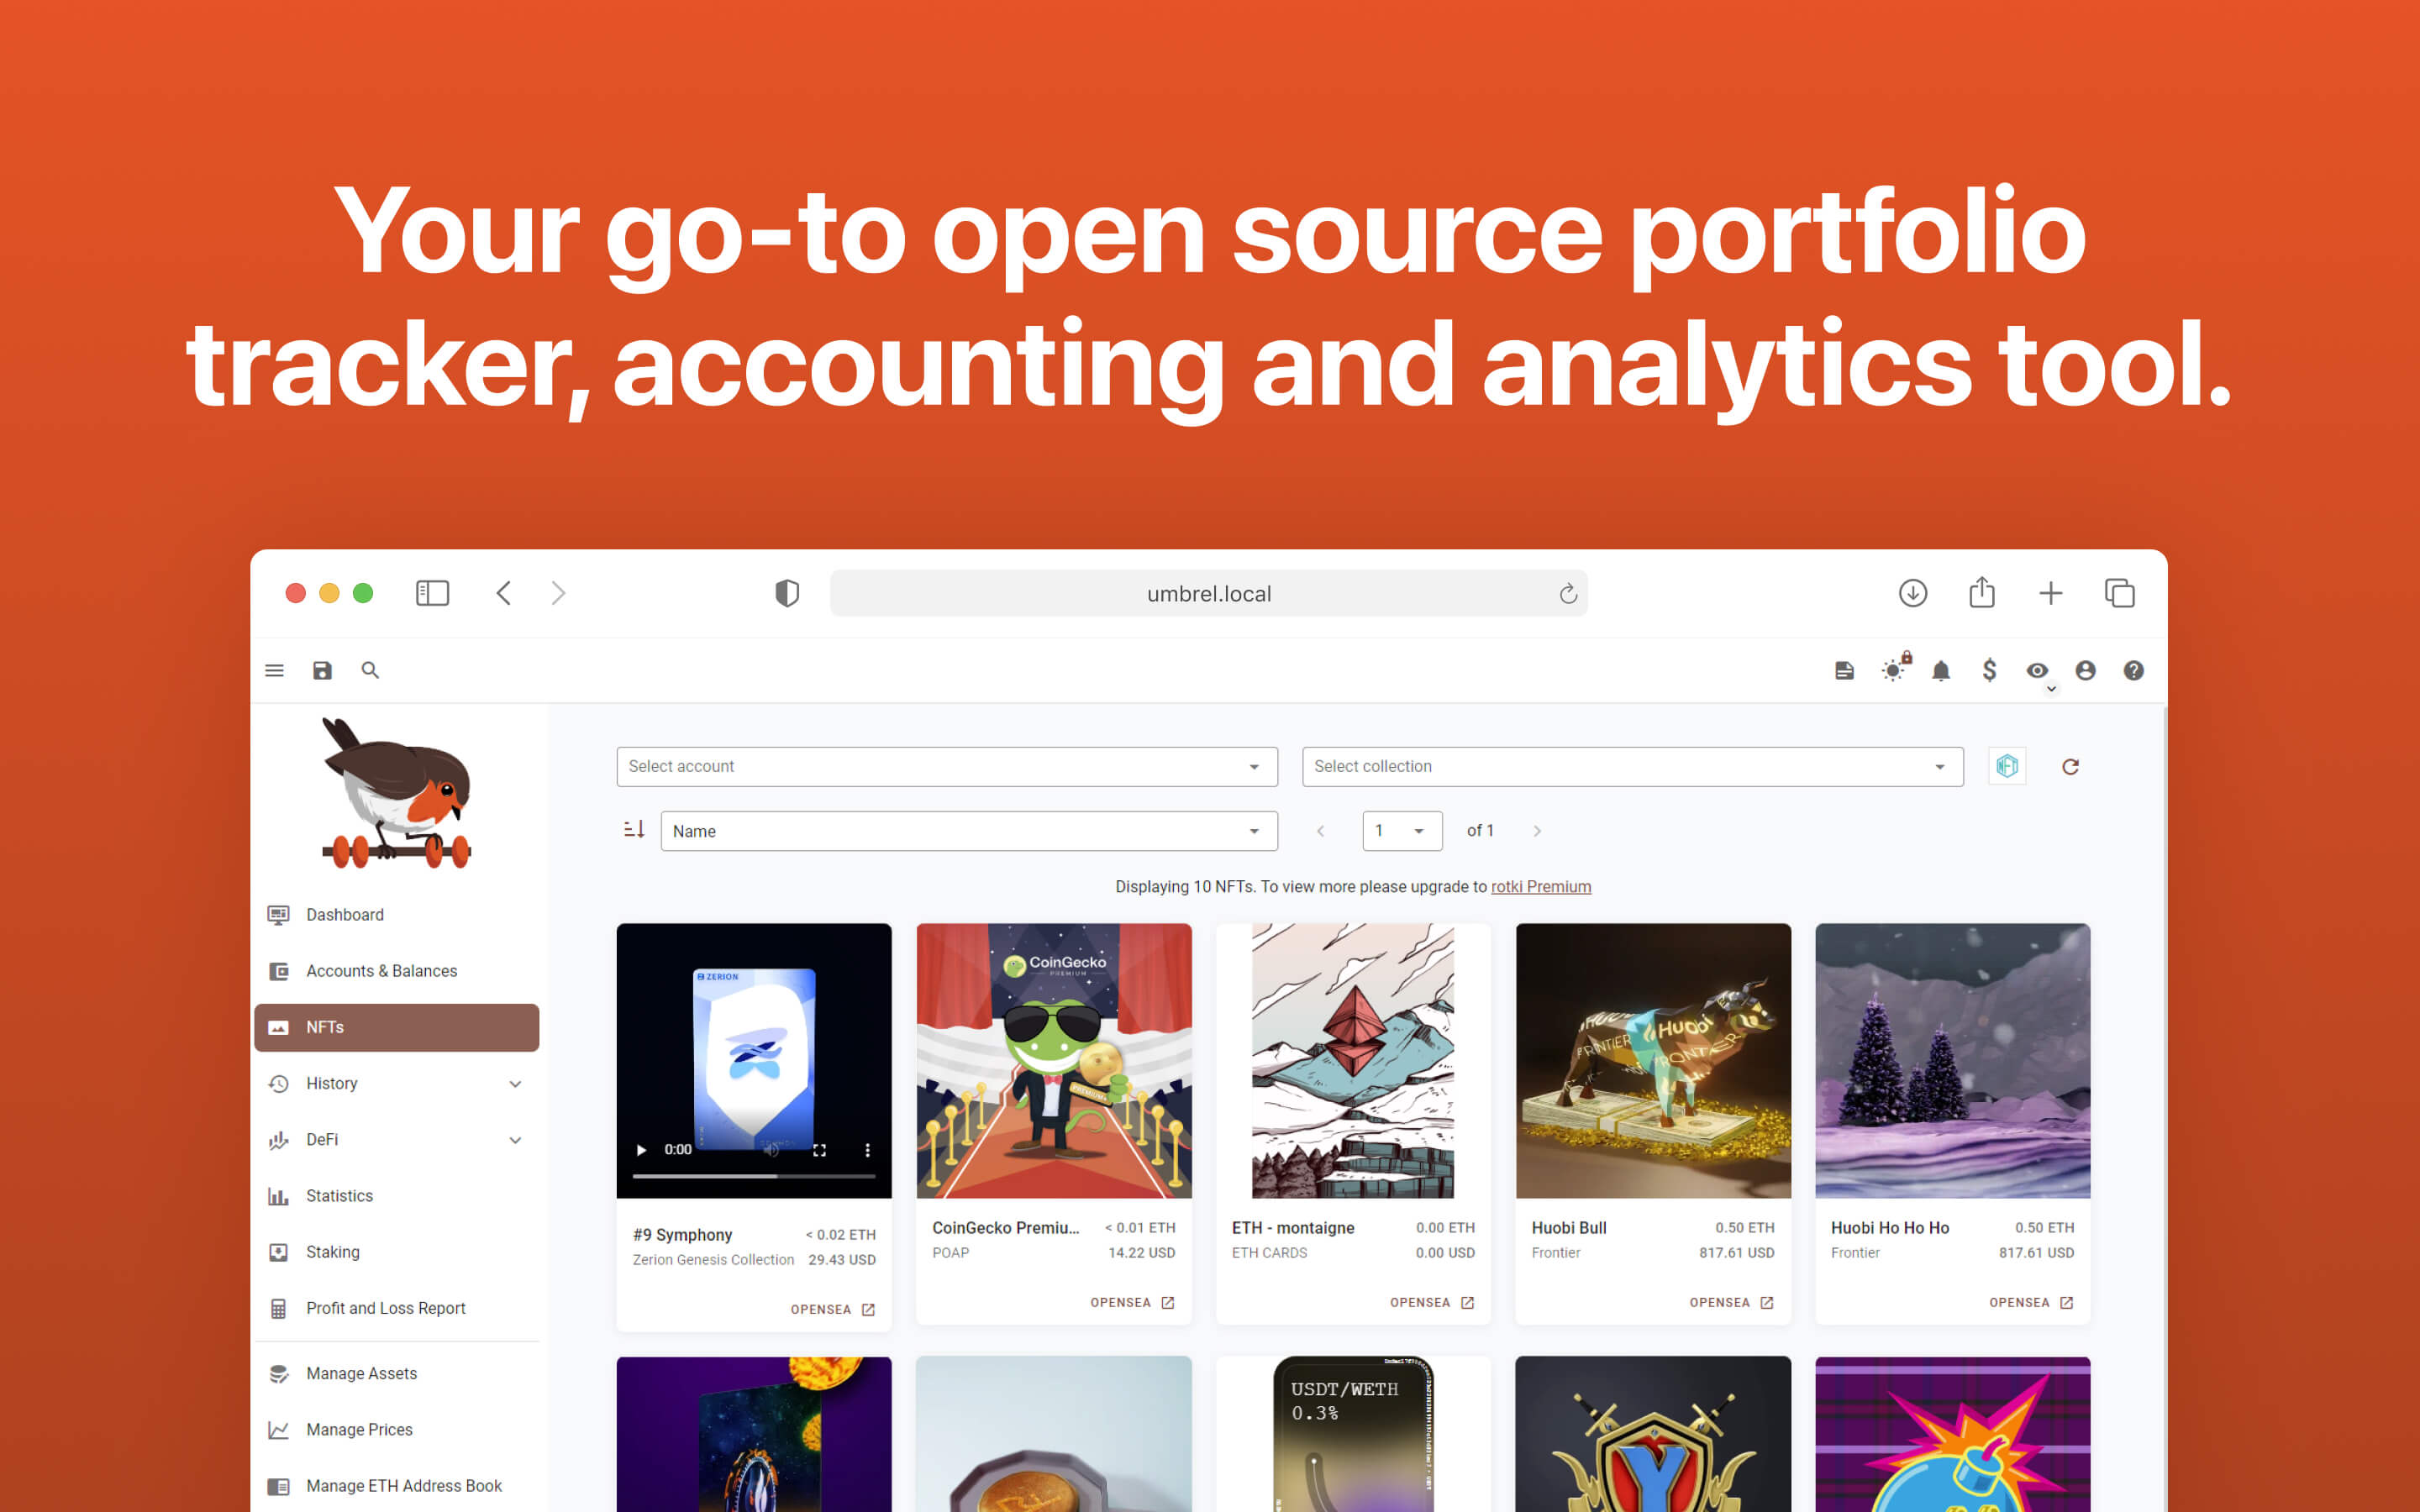 Your go-to open source portfolio
tracker, accounting and analytics tool.
umbrel.local
Select account
Select collection
Name
1
of 1
Displaying 10 NFTs. To view more please upgrade to rotki Premium
Dashboard
Accounts & Balances
NFTs
History
DeFi
Statistics
Staking
Profit and Loss Report
Manage Assets
Manage Prices
Manage ETH Address Book
ZERION
0:00
#9 Symphony
< 0.02 ETH
Zerion Genesis Collection
29.43 USD
OPENSEA
CoinGecko
PREMIUM
CoinGecko Premiu...
< 0.01 ETH
POAP
14.22 USD
OPENSEA
ETH - montaigne
0.00 ETH
ETH CARDS
0.00 USD
OPENSEA
Huobi
FRONTIER
FRONTIER
Huobi Bull
0.50 ETH
Frontier
817.61 USD
OPENSEA
Huobi Ho Ho Ho
0.50 ETH
Frontier
817.61 USD
OPENSEA
USDT/WETH
0.3%